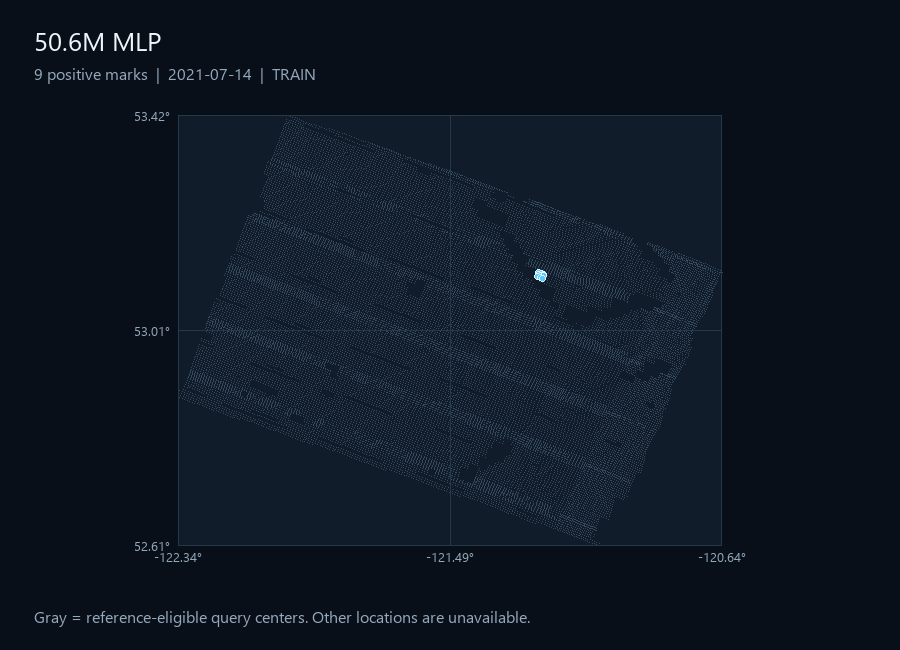 50.6M MLP
9 positive marks | 2021-07-14 | TRAIN
53.42°
53.01°
52.61°
-122.34°
-121.49°
-120.64°
Gray = reference-eligible query centers. Other locations are unavailable.